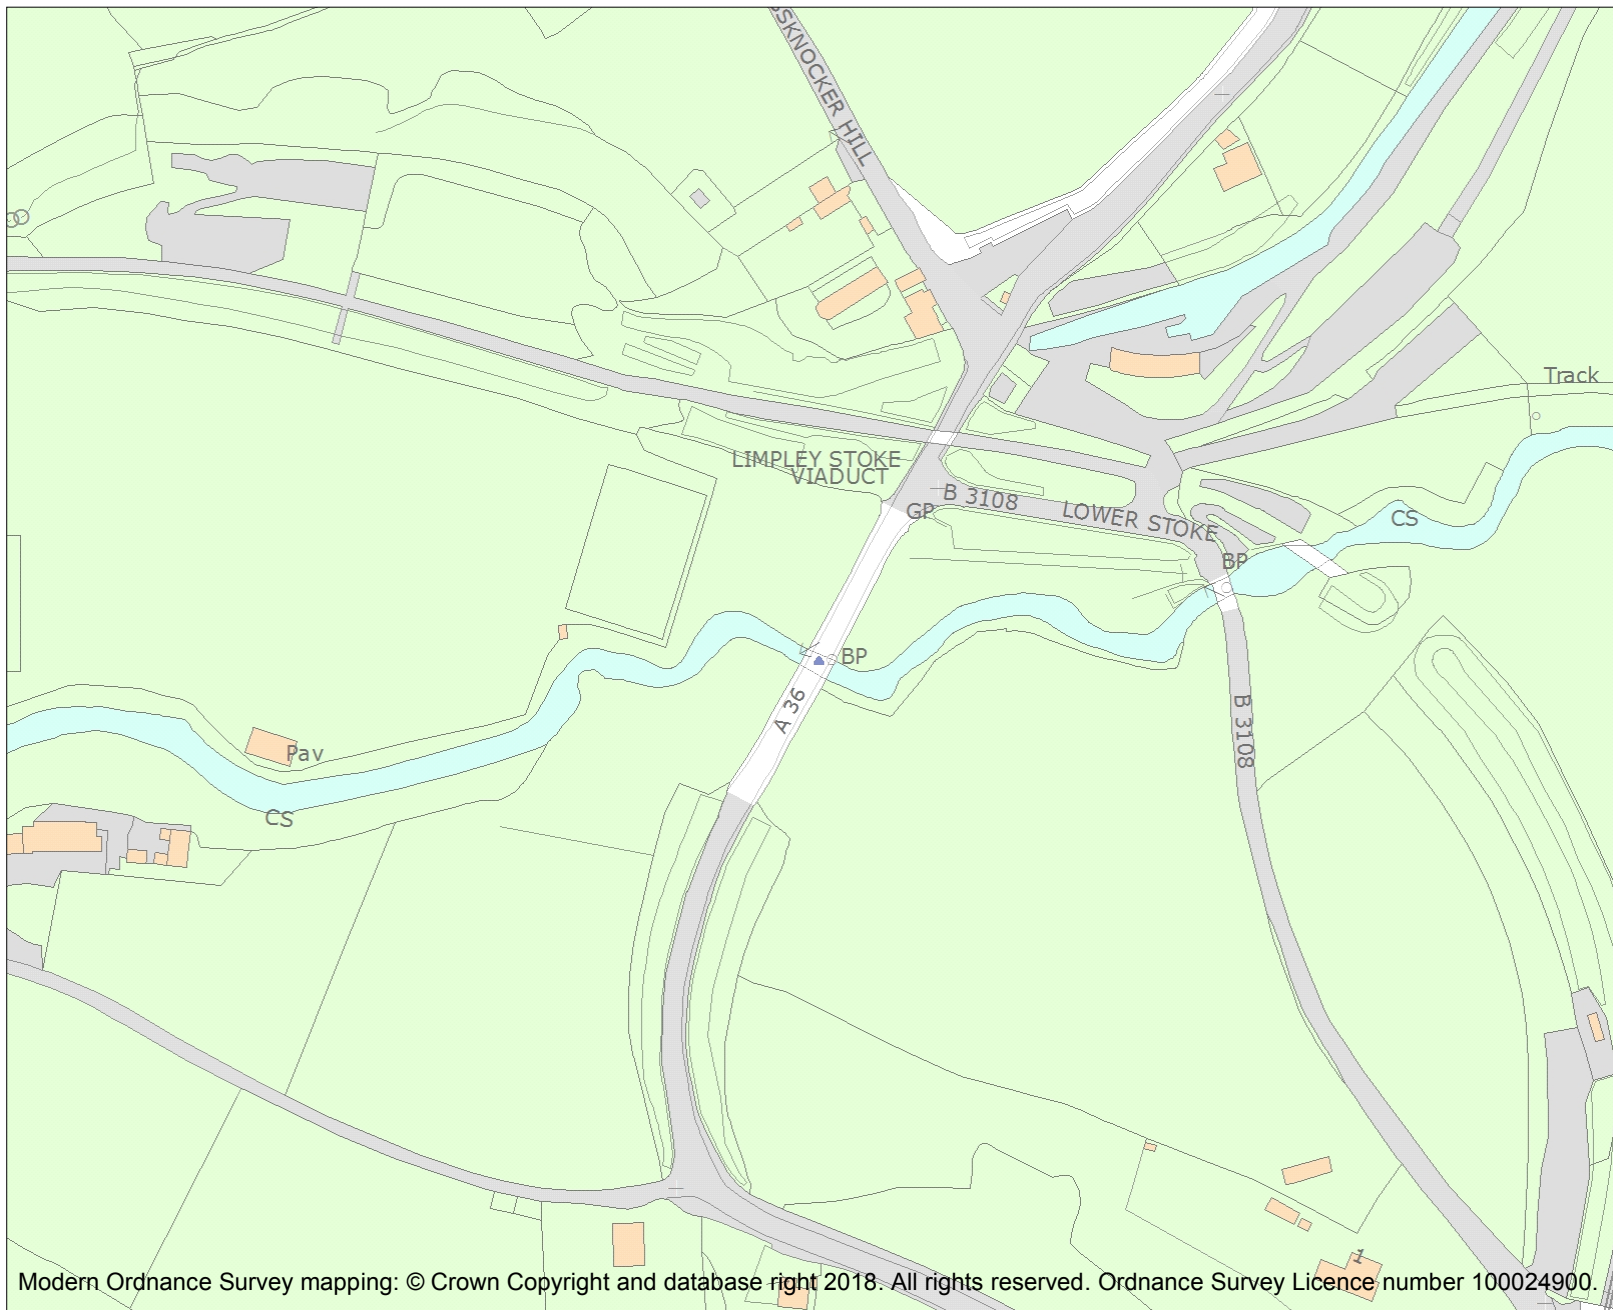 SSKNOCKER HILL
Track
LIMPLEY STOKE
VIADUCT
B 3108
LOWER STOKE
GP
CS
BP
BP
A 36
B 3108
Pav
CS
1
Modern Ordnance Survey mapping: © Crown Copyright and database right 2018. All rights reserved. Ordnance Survey Licence number 100024900.